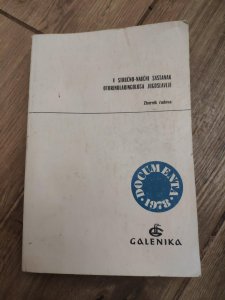 V STRUČNO-NAUČNI SASTANAK
OTORINOLARINGOLOGA JUGOSLAVIJE
Zbornik radova
DOCUMENTA
·1978·
GALENIKA